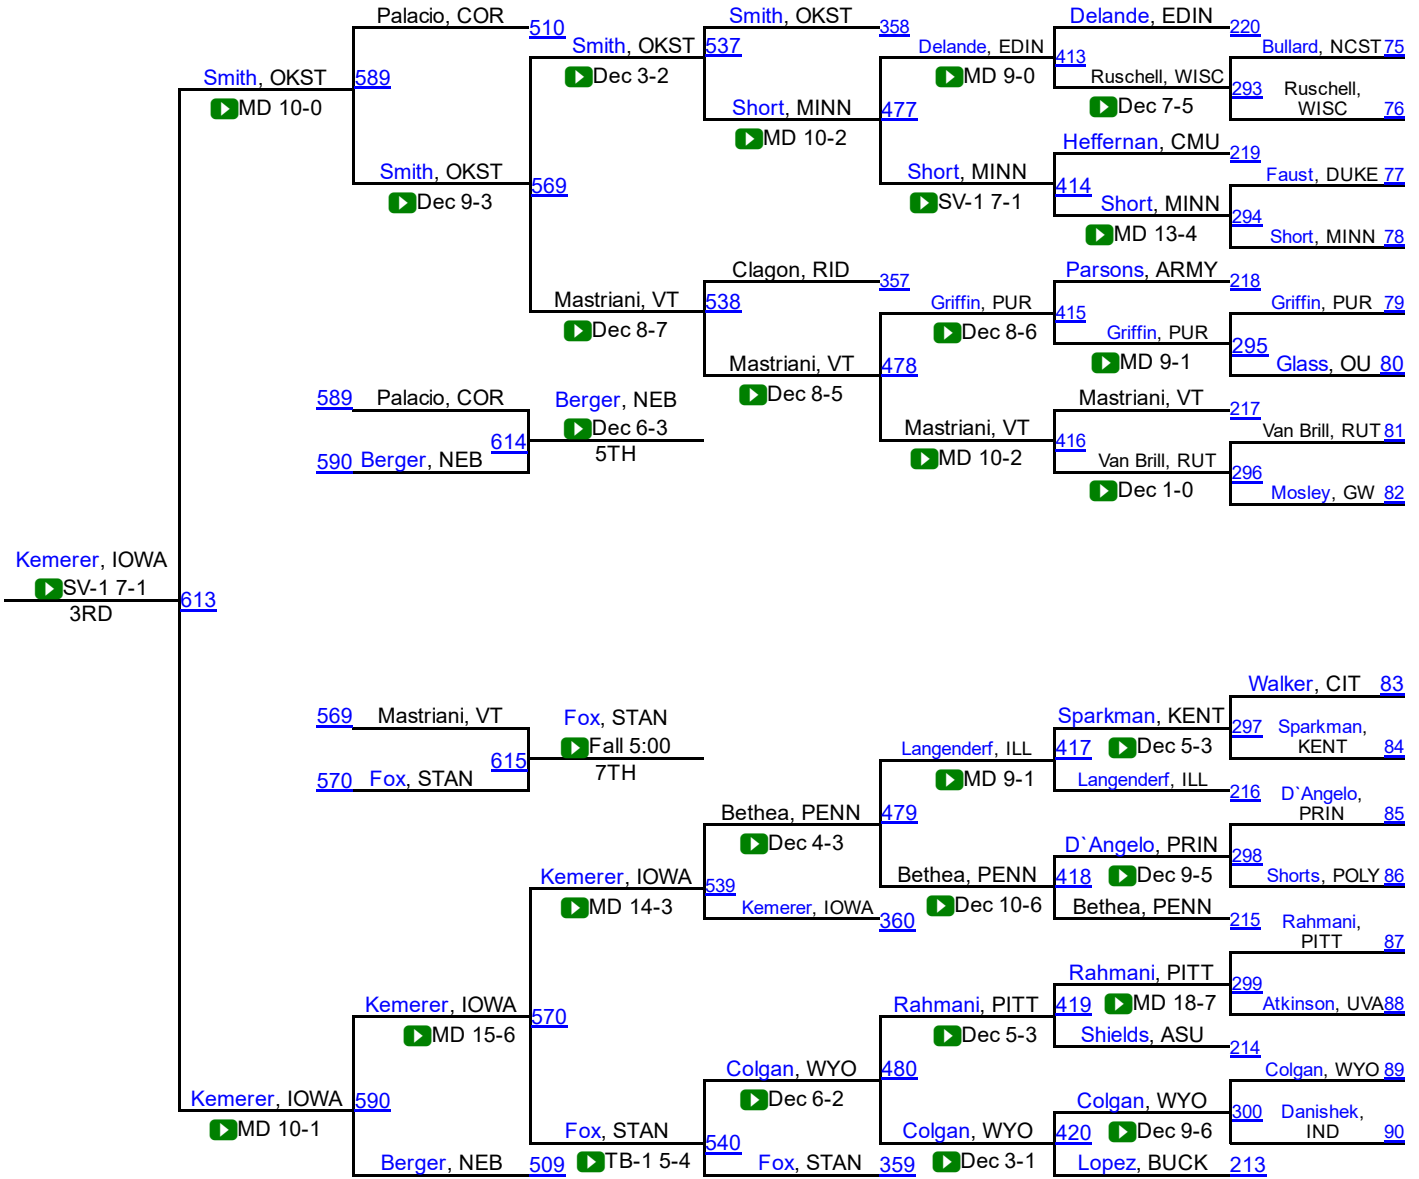 Palacio, COR
510
Smith, OKST
358
Delande, EDIN
220
Smith, OKST
537
Delande, EDIN
413
Bullard, NCST
75
Smith, OKST
589
Dec 3-2
MD 9-0
Ruschell, WISC
293
Ruschell,
WISC
76
MD 10-0
Short, MINN
477
Dec 7-5
MD 10-2
Heffernan, CMU
219
Smith, OKST
569
Short, MINN
414
Faust, DUKE
77
Dec 9-3
SV-1 7-1
Short, MINN
294
MD 13-4
Short, MINN
78
Clagon, RID
357
Parsons, ARMY
218
Mastriani, VT
538
Griffin, PUR
415
Griffin, PUR
79
Dec 8-7
Dec 8-6
Griffin, PUR
295
Mastriani, VT
478
MD 9-1
Glass, OU
80
Dec 8-5
589
Palacio, COR
Berger, NEB
Mastriani, VT
217
Dec 6-3
Mastriani, VT
416
Van Brill, RUT
81
614
5TH
MD 10-2
Van Brill, RUT
296
590
Berger, NEB
Dec 1-0
Mosley, GW
82
Kemerer, IOWA
SV-1 7-1
613
3RD
Walker, CIT
83
569
Mastriani, VT
Fox, STAN
Sparkman, KENT
297
Sparkman,
KENT
84
Fall 5:00
Langenderf, ILL
417
Dec 5-3
615
7TH
MD 9-1
570
Fox, STAN
Langenderf, ILL
216
D`Angelo,
PRIN
85
Bethea, PENN
479
Dec 4-3
D`Angelo, PRIN
298
Kemerer, IOWA
539
Bethea, PENN
418
Dec 9-5
Shorts, POLY
86
MD 14-3
Kemerer, IOWA
360
Dec 10-6
Bethea, PENN
215
Rahmani,
PITT
87
Rahmani, PITT
299
Kemerer, IOWA
570
Rahmani, PITT
419
MD 18-7
Atkinson, UVA
88
MD 15-6
Dec 5-3
Shields, ASU
214
Colgan, WYO
480
Colgan, WYO
89
Kemerer, IOWA
590
Dec 6-2
Colgan, WYO
300
Danishek,
IND
90
MD 10-1
Fox, STAN
540
Colgan, WYO
420
Dec 9-6
Berger, NEB
509
TB-1 5-4
Fox, STAN
359
Dec 3-1
Lopez, BUCK
213